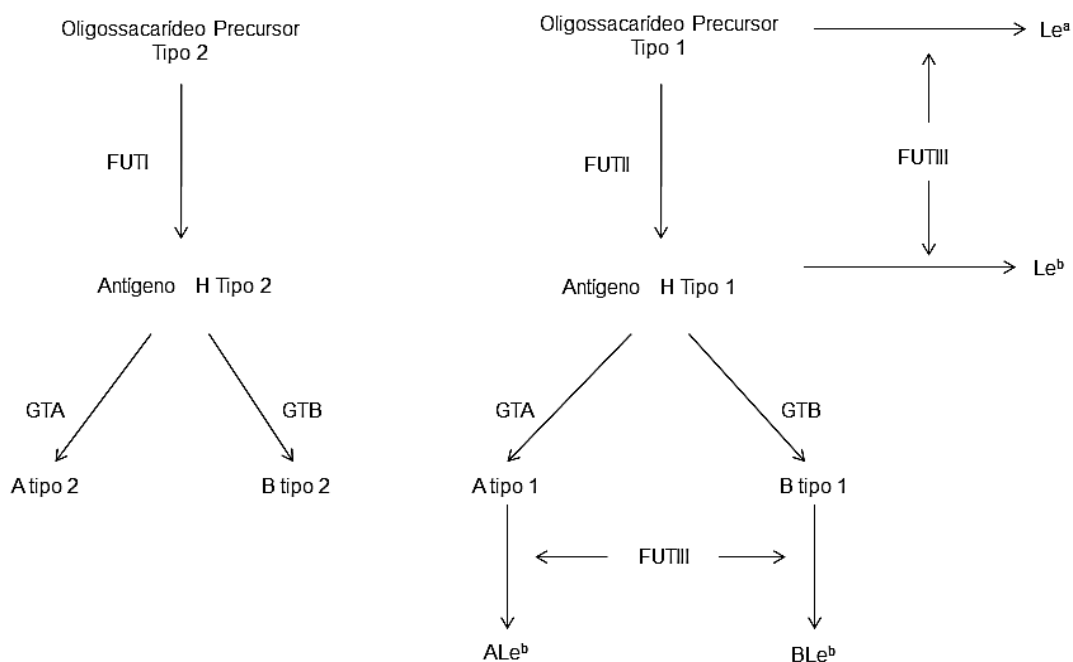 Oligossacarídeo Precursor
Tipo 2
Oligossacarídeo Precursor
Tipo 1
Leᵃ
FUTI
FUTII
FUTIII
Antígeno H Tipo 2
Antígeno H Tipo 1
Leᵇ
GTA
GTB
GTA
GTB
A tipo 2
B tipo 2
A tipo 1
B tipo 1
FUTIII
ALeᵇ
BLeᵇ